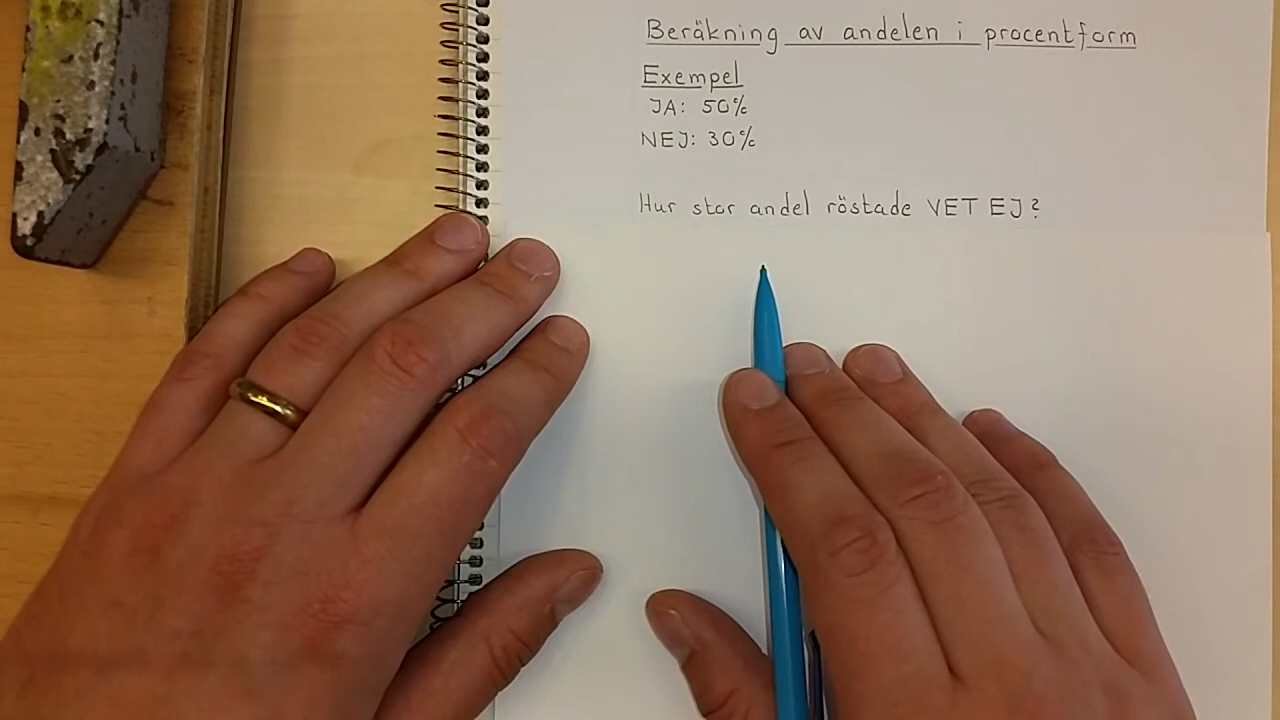 Beräkning av andelen i procentform
Exempel
JA: 50%
NEJ: 30%
Hur stor andel röstade VET EJ?